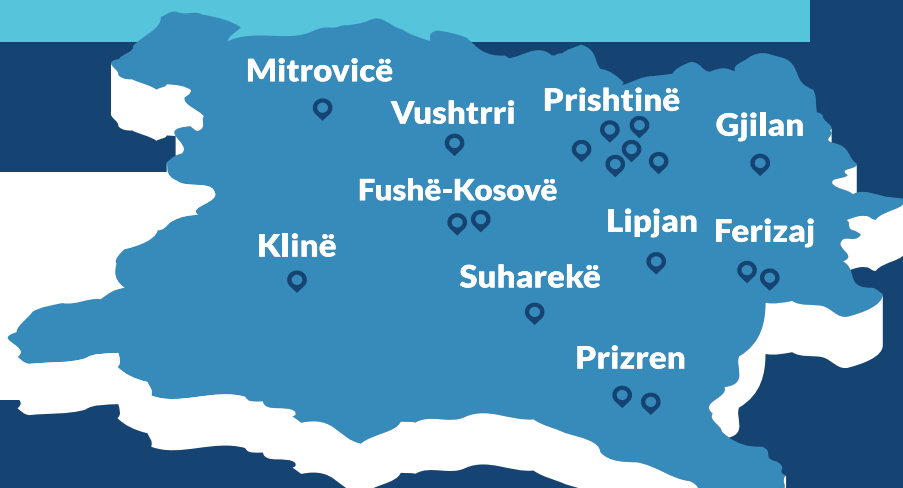 Mitrovicë
Vushtrri
Prishtinë
Gjilan
Fushë-Kosovë
Lipjan
Ferizaj
Klinë
Suharekë
Prizren